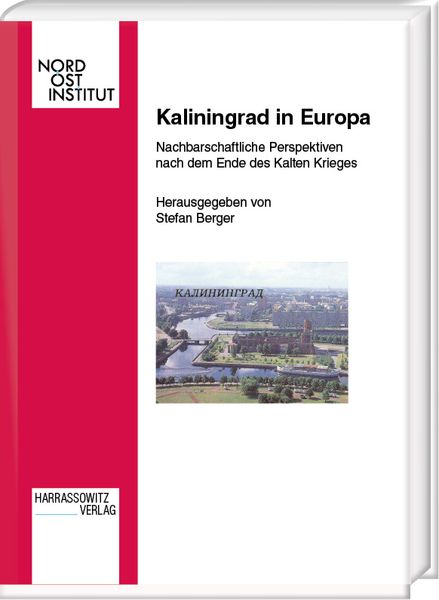 NORD
OST
INSTITUT
Kaliningrad in Europa
Nachbarschaftliche Perspektiven
nach dem Ende des Kalten Krieges
Herausgegeben von
Stefan Berger
КАЛИНИНГРАД
HARRASSOWITZ
VERLAG